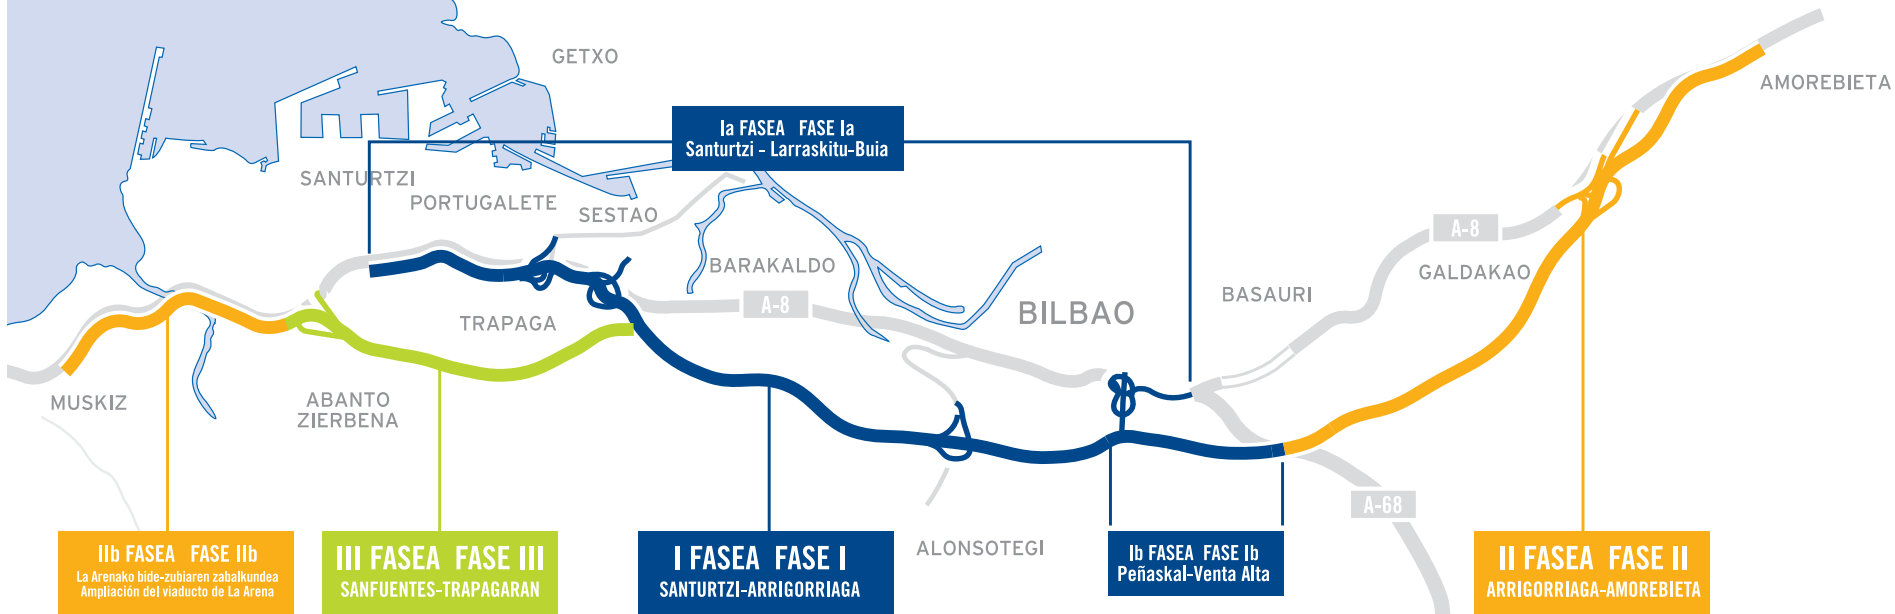 GETXO
AMOREBIETA
Ia FASEA FASE Ia
Santurtzi - Larraskitu-Buia
SANTURTZI
PORTUGALETE
SESTAO
A-8
BARAKALDO
GALDAKAO
BASAURI
A-8
BILBAO
TRAPAGA
MUSKIZ
ABANTO
ZIERBENA
A-68
ALONSOTEGI
IIb FASEA FASE IIb
La Arenako bide-zubiaren zabalkundea
Ampliación del viaducto de La Arena
III FASEA FASE III
SANFUENTES-TRAPAGARAN
I FASEA FASE I
SANTURTZI-ARRIGORRIAGA
Ib FASEA FASE Ib
Peñaskal-Venta Alta
II FASEA FASE II
ARRIGORRIAGA-AMOREBIETA